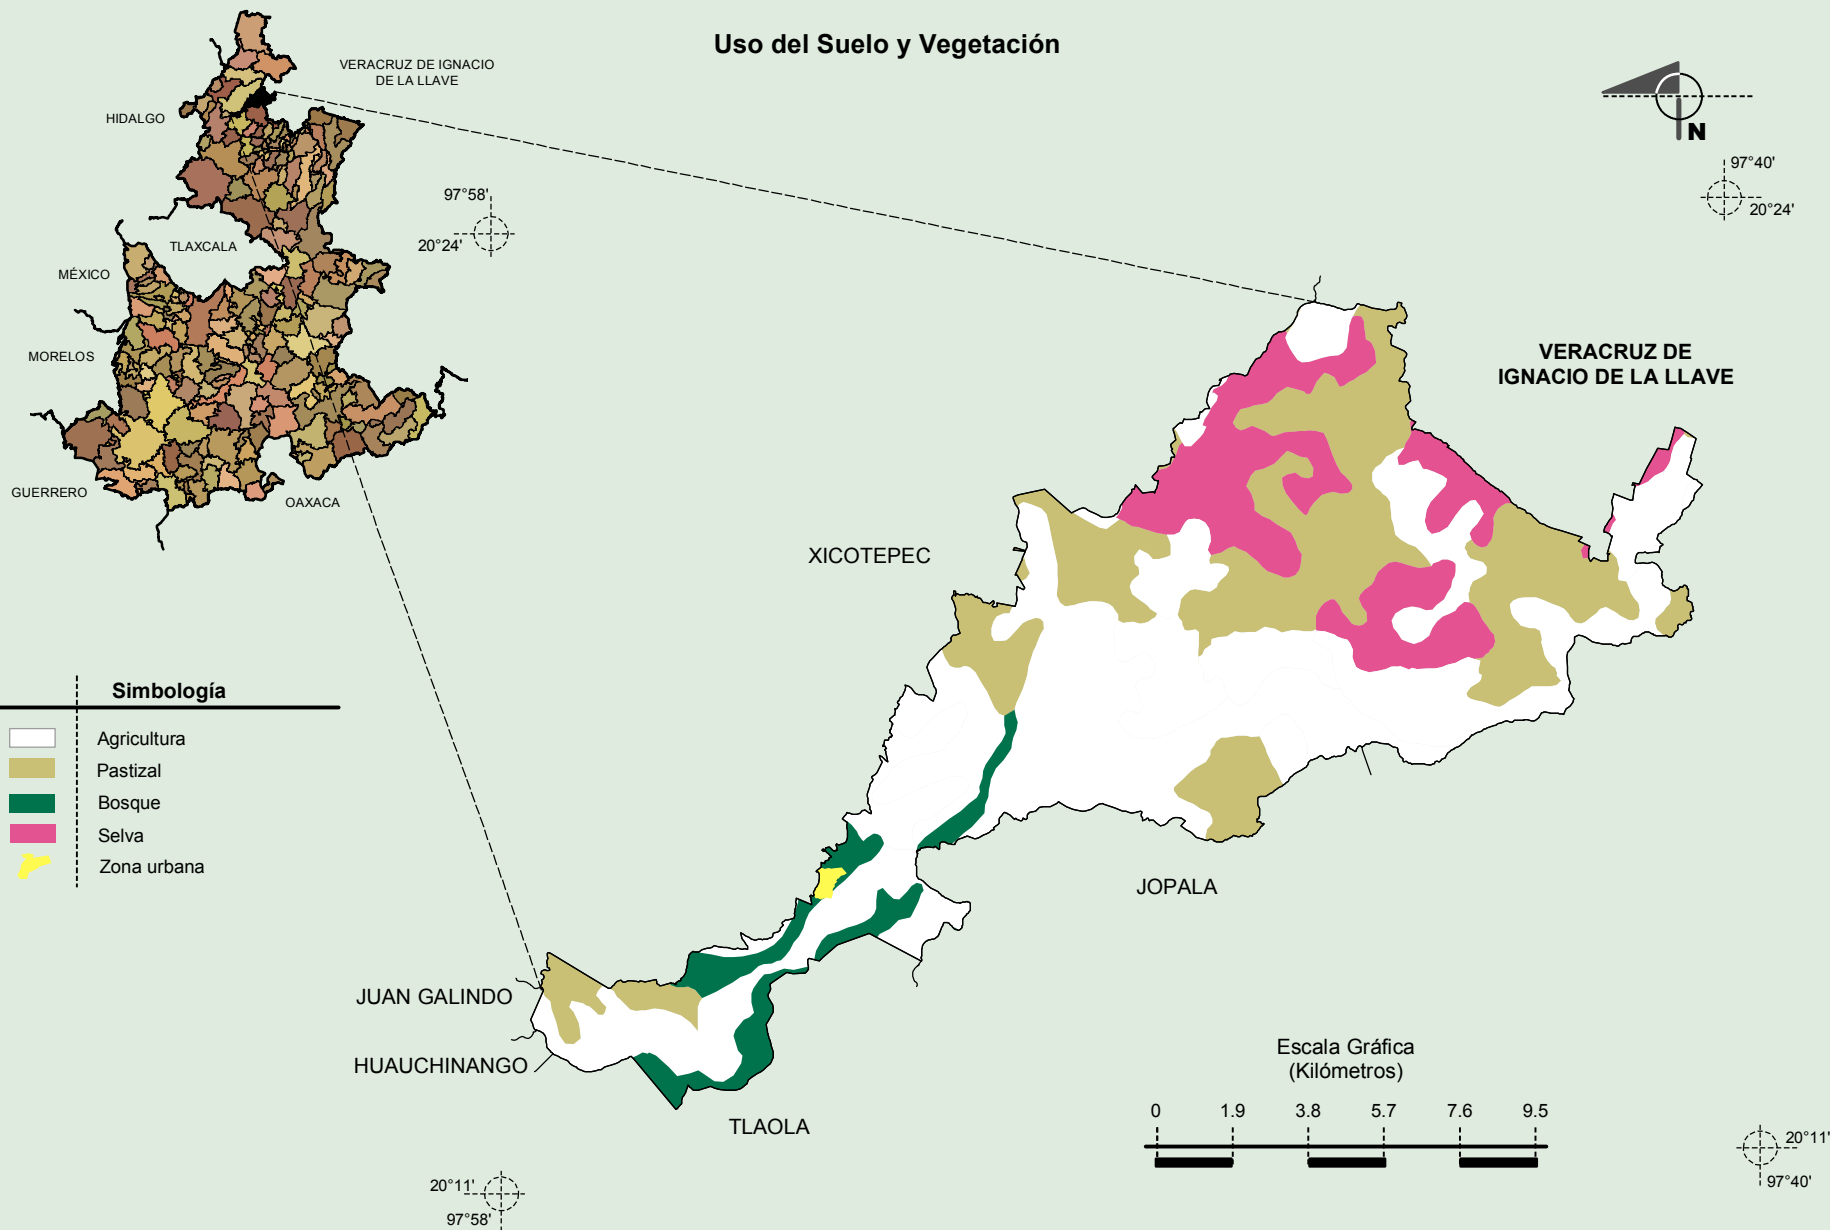 Uso del Suelo y Vegetación
VERACRUZ DE IGNACIO
DE LA LLAVE
HIDALGO
TLAXCALA
MÉXICO
MORELOS
GUERRERO
OAXACA
N
97°58'
20°24'
97°40'
20°24'
VERACRUZ DE
IGNACIO DE LA LLAVE
XICOTEPEC
JOPALA
JUAN GALINDO
HUAUCHINANGO
TLAOLA
Simbología
Agricultura
Pastizal
Bosque
Selva
Zona urbana
Escala Gráfica
(Kilómetros)
0 1.9 3.8 5.7 7.6 9.5
20°11'
97°58'
20°11'
97°40'